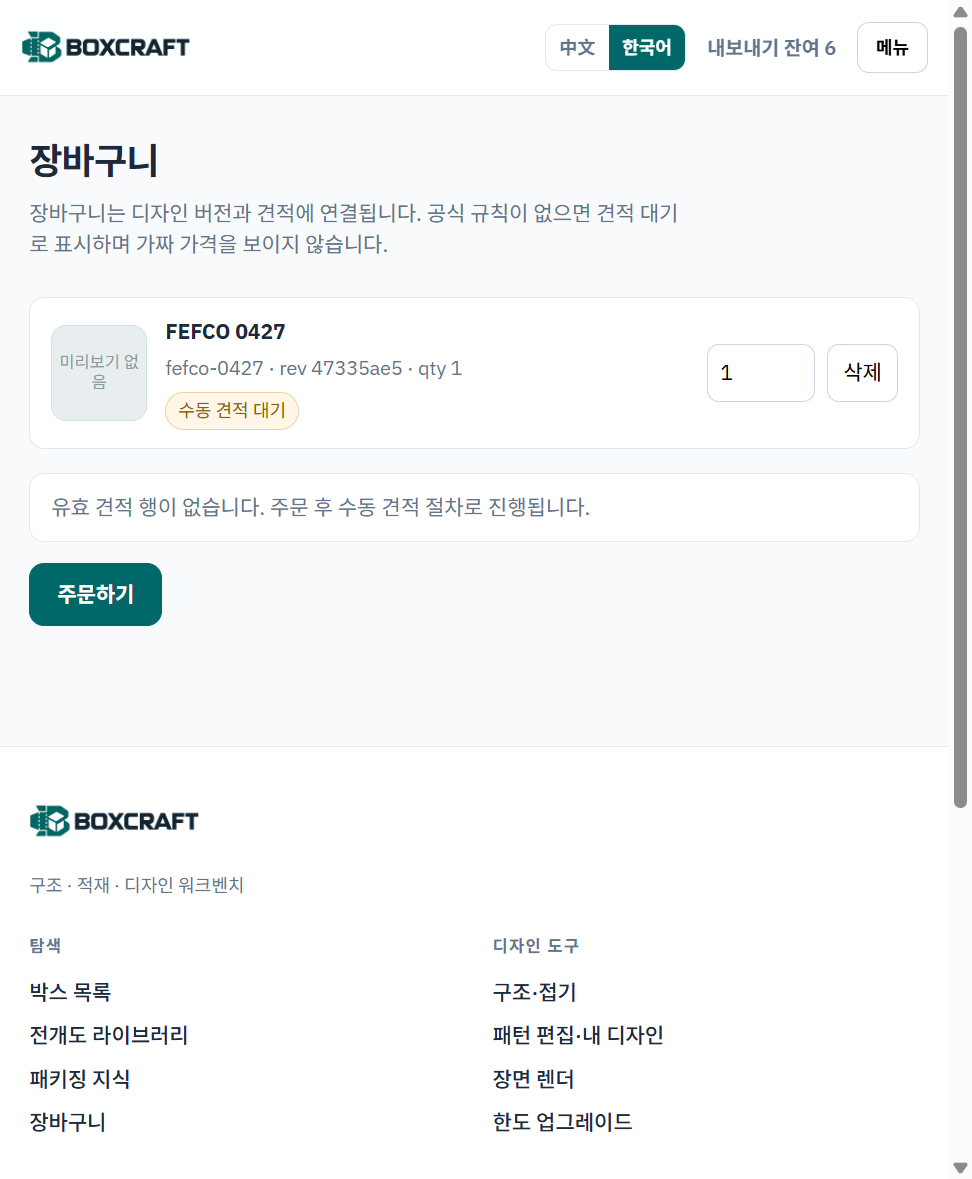 BOXCRAFT
中文
한국어
내보내기 잔여 6
메뉴
장바구니
장바구니는 디자인 버전과 견적에 연결됩니다. 공식 규칙이 없으면 견적 대기
로 표시하며 가짜 가격을 보이지 않습니다.
미리보기 없
음
FEFCO 0427
fefco-0427 · rev 47335ae5 · qty 1
수동 견적 대기
1
삭제
유효 견적 행이 없습니다. 주문 후 수동 견적 절차로 진행됩니다.
주문하기
BOXCRAFT
구조 · 적재 · 디자인 워크벤치
탐색
박스 목록
전개도 라이브러리
패키징 지식
장바구니
디자인 도구
구조·접기
패턴 편집·내 디자인
장면 렌더
한도 업그레이드